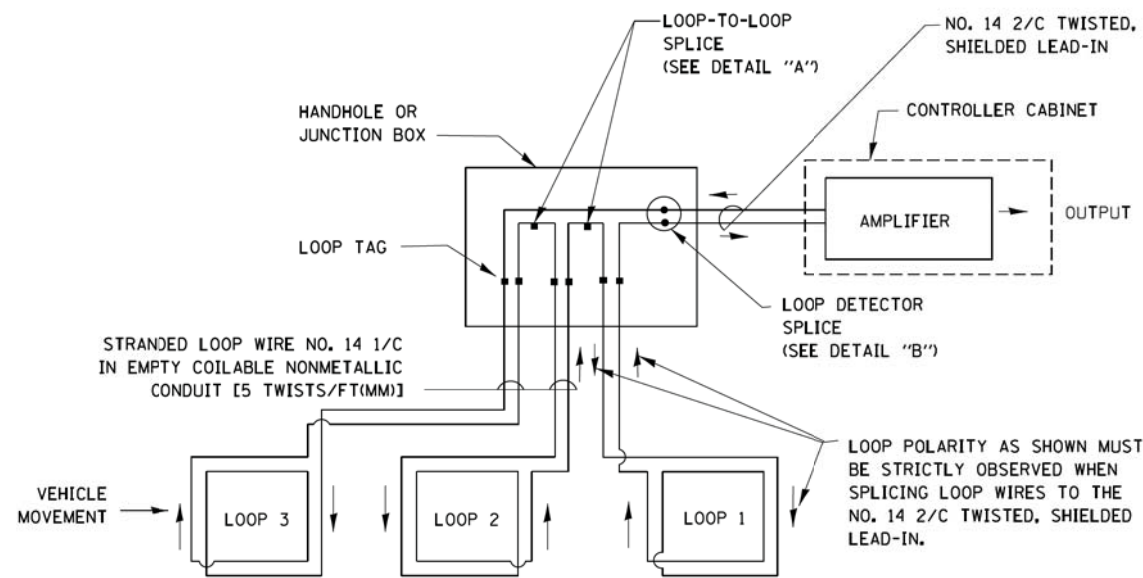 LOOP-TO-LOOP
SPLICE
(SEE DETAIL "A")
NO. 14 2/C TWISTED,
SHIELDED LEAD-IN
HANDHOLE OR
JUNCTION BOX
CONTROLLER CABINET
AMPLIFIER
OUTPUT
LOOP TAG
LOOP DETECTOR
SPLICE
(SEE DETAIL "B")
STRANDED LOOP WIRE NO. 14 1/C
IN EMPTY COILABLE NONMETALLIC
CONDUIT [5 TWISTS/FT(MM)]
LOOP POLARITY AS SHOWN MUST
BE STRICTLY OBSERVED WHEN
SPLICING LOOP WIRES TO THE
NO. 14 2/C TWISTED, SHIELDED
LEAD-IN.
VEHICLE
MOVEMENT
LOOP 3
LOOP 2
LOOP 1